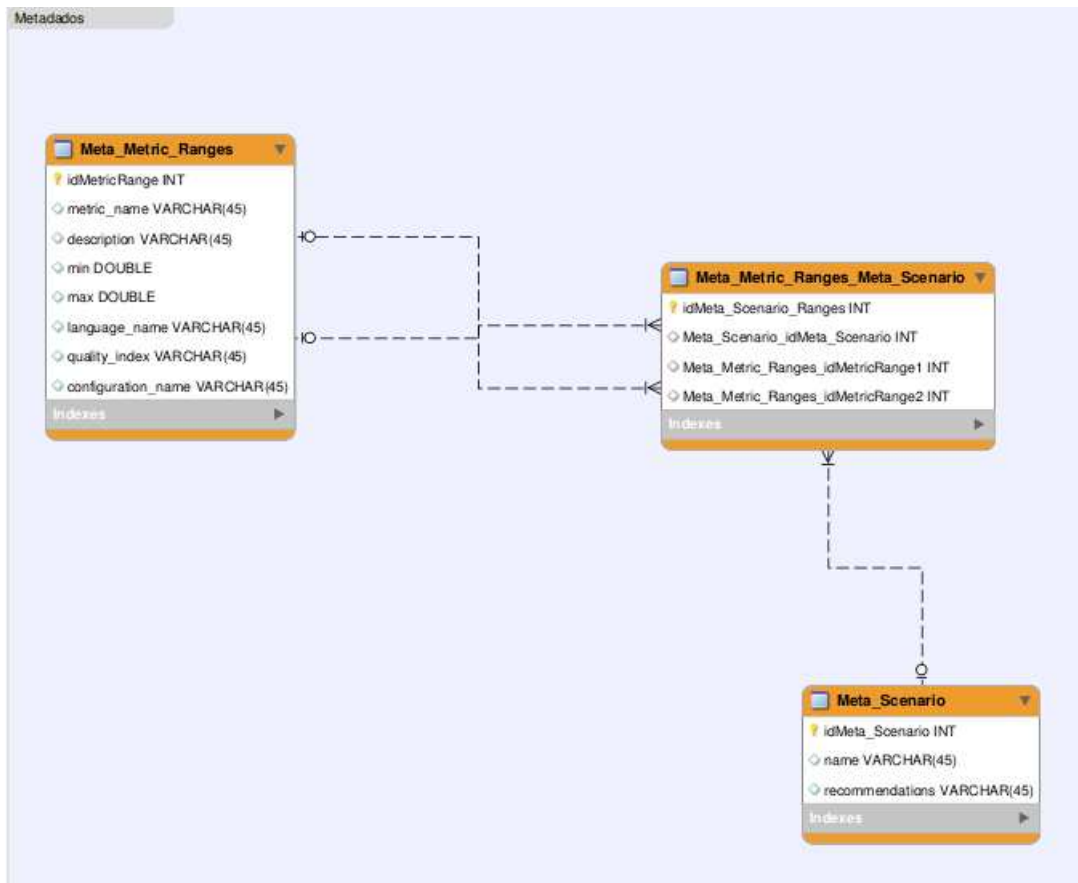 Metadados
Meta_Metric_Ranges
idMetricRange INT
metric_name VARCHAR(45)
description VARCHAR(45)
min DOUBLE
max DOUBLE
language_name VARCHAR(45)
quality_index VARCHAR(45)
configuration_name VARCHAR(45)
Indexes
Meta_Metric_Ranges_Meta_Scenario
idMeta_Scenario_Ranges INT
Meta_Scenario_idMeta_Scenario INT
Meta_Metric_Ranges_idMetricRange1 INT
Meta_Metric_Ranges_idMetricRange2 INT
Indexes
Meta_Scenario
idMeta_Scenario INT
name VARCHAR(45)
recommendations VARCHAR(45)
Indexes